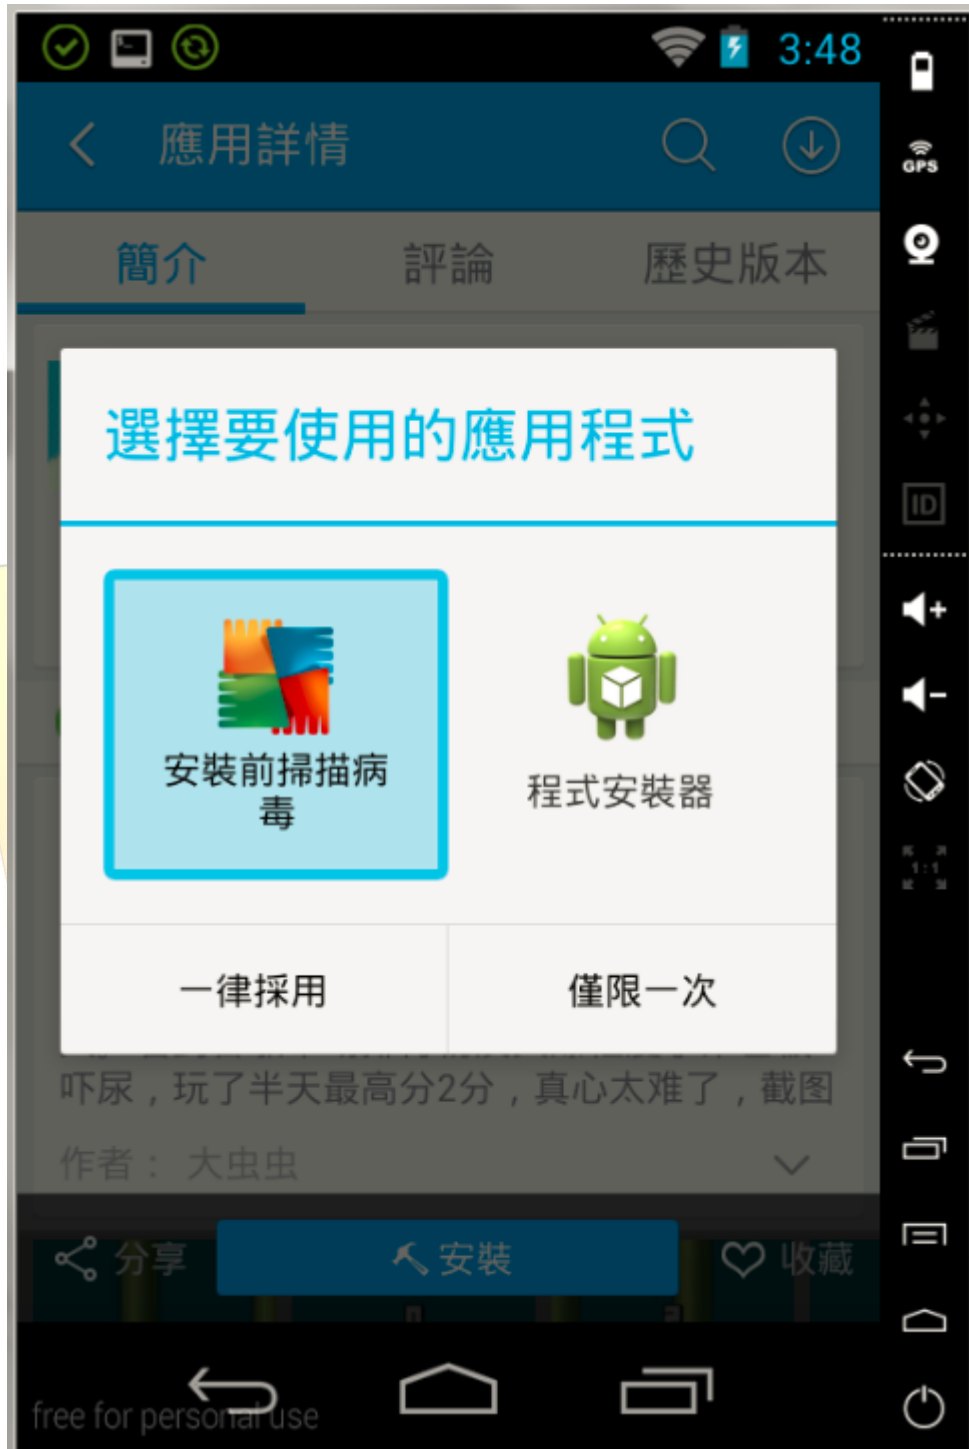 3:48
應用詳情
GPS
簡介 評論 歷史版本
選擇要使用的應用程式
ID
安裝前掃描病
毒
程式安裝器
1:1
一律採用 僅限一次
吓尿，玩了半天最高分2分，真心太难了，截图
作者： 大虫虫
分享 安裝 收藏
free for personal use